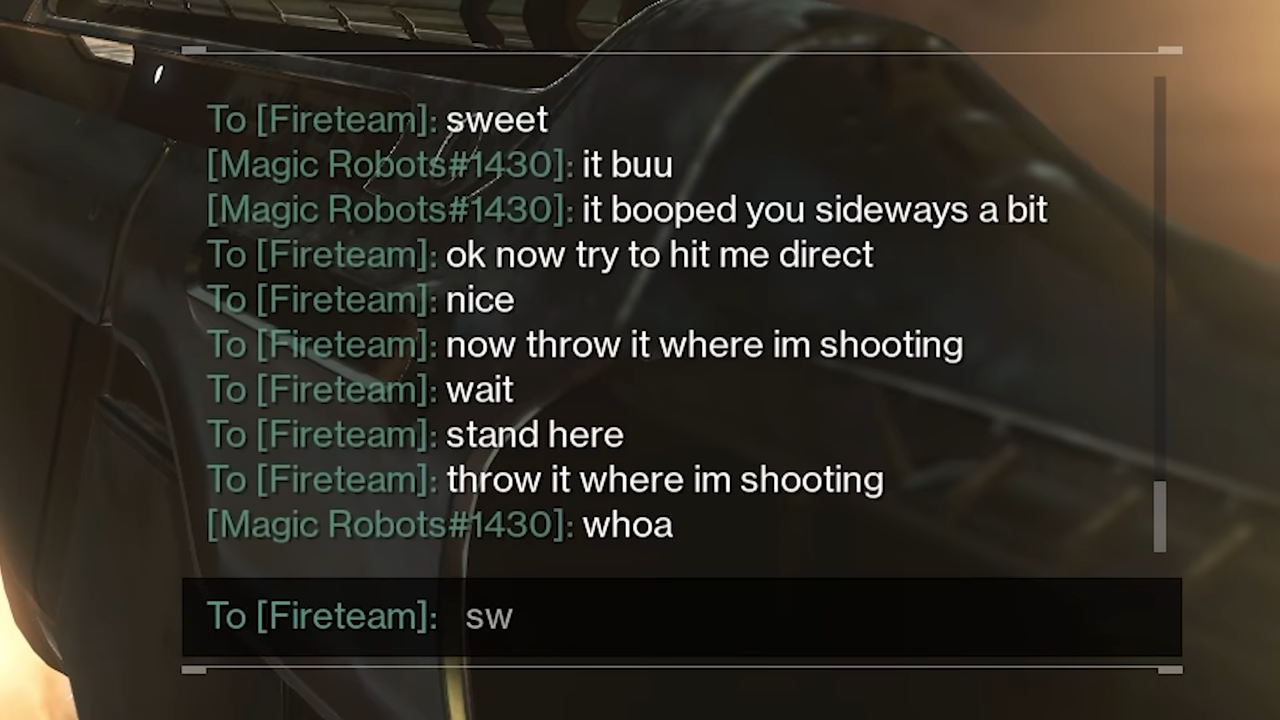 To [Fireteam]: sweet
[Magic Robots#1430]: it buu
[Magic Robots#1430]: it booped you sideways a bit
To [Fireteam]: ok now try to hit me direct
To [Fireteam]: nice
To [Fireteam]: now throw it where im shooting
To [Fireteam]: wait
To [Fireteam]: stand here
To [Fireteam]: throw it where im shooting
[Magic Robots#1430]: whoa
To [Fireteam]: sw